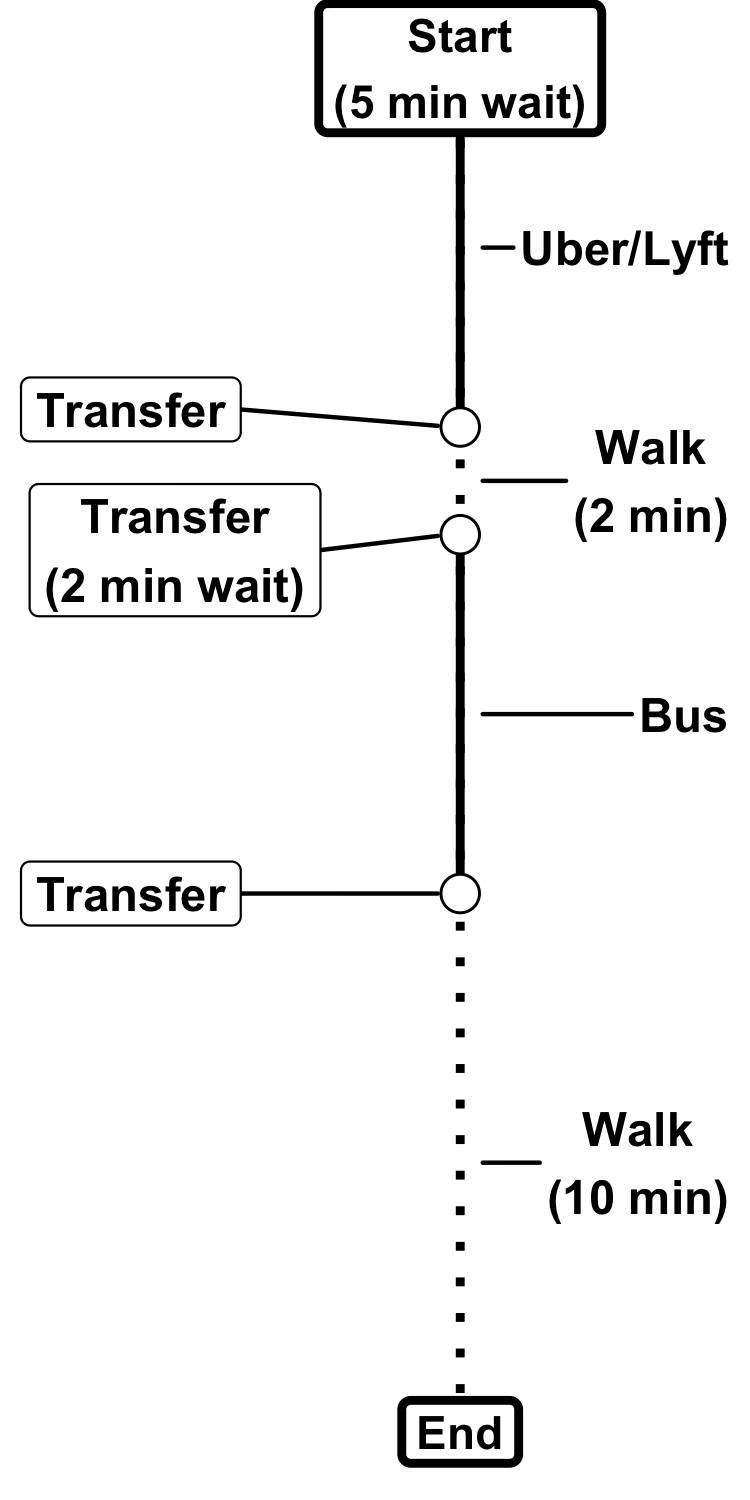 Start
(5 min wait)
Uber/Lyft
Transfer
Walk
(2 min)
Transfer
(2 min wait)
Bus
Transfer
Walk
(10 min)
End